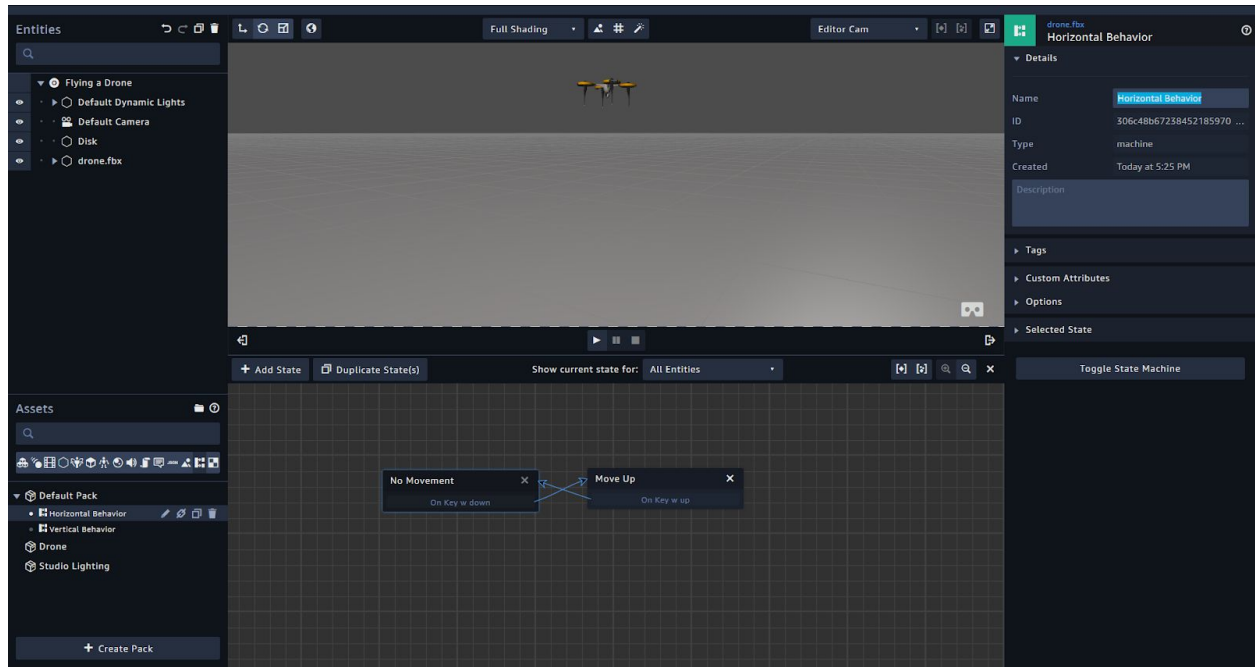 Entities
Flying a Drone
Default Dynamic Lights
Default Camera
Disk
drone.fbx
Full Shading
Editor Cam
Assets
Default Pack
Horizontal Behavior
Vertical Behavior
Drone
Studio Lighting
+ Create Pack
+ Add State
Duplicate State(s)
Show current state for: All Entities
No Movement
On Key w down
Move Up
On Key w up
drone.fbx
Horizontal Behavior
Details
Name Horizontal Behavior
ID 306c48b67238452185970 ...
Type machine
Created Today at 5:25 PM
Description
Tags
Custom Attributes
Options
Selected State
Toggle State Machine